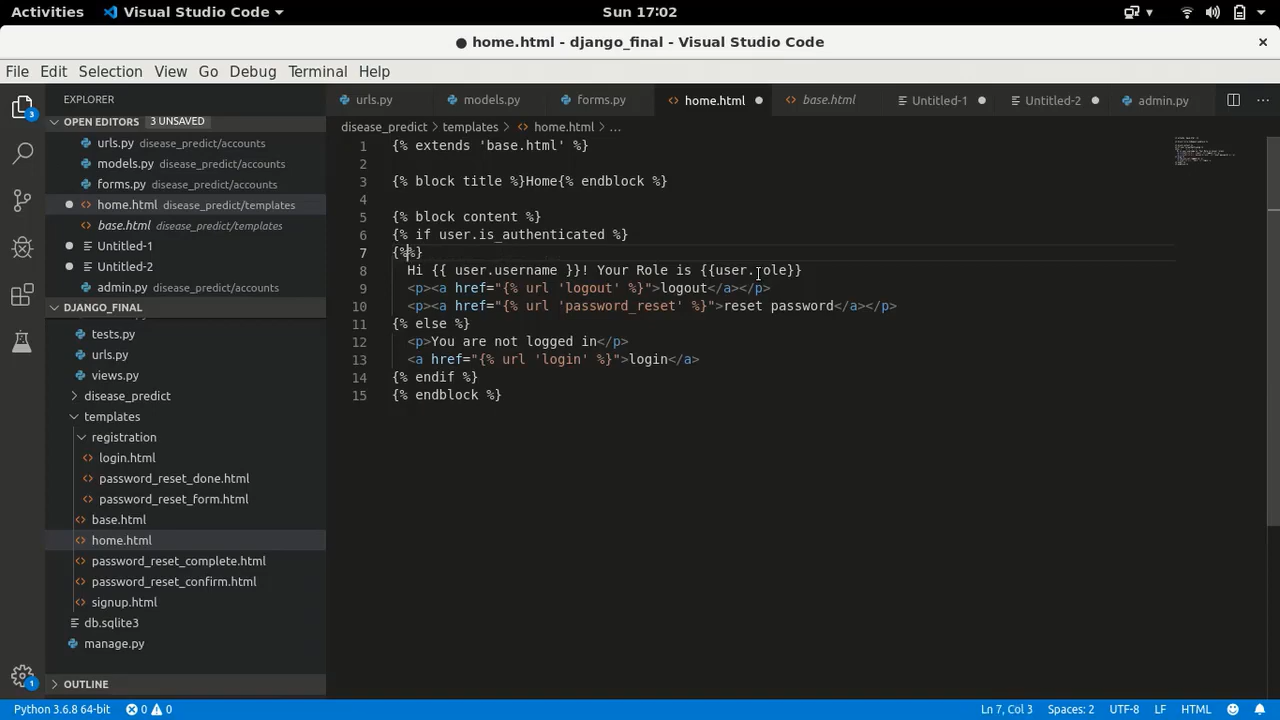 Activities Visual Studio Code Sun 17:02
● home.html - django_final - Visual Studio Code ×
File Edit Selection View Go Debug Terminal Help
EXPLORER urls.py models.py forms.py home.html base.html Untitled-1 Untitled-2 admin.py
OPEN EDITORS 3 UNSAVED
disease_predict › templates › home.html › …
urls.py disease_predict/accounts
models.py disease_predict/accounts
forms.py disease_predict/accounts
home.html disease_predict/templates
base.html disease_predict/templates
Untitled-1
Untitled-2
admin.py disease_predict/accounts
DJANGO_FINAL
tests.py
urls.py
views.py
disease_predict
templates
registration
login.html
password_reset_done.html
password_reset_form.html
base.html
home.html
password_reset_complete.html
password_reset_confirm.html
signup.html
db.sqlite3
manage.py
OUTLINE
1 {% extends 'base.html' %}
2
3 {% block title %}Home{% endblock %}
4
5 {% block content %}
6 {% if user.is_authenticated %}
7 {%%}
8 Hi {{ user.username }}! Your Role is {{user.role}}
9 <p><a href="{% url 'logout' %}">logout</a></p>
10 <p><a href="{% url 'password_reset' %}">reset password</a></p>
11 {% else %}
12 <p>You are not logged in</p>
13 <a href="{% url 'login' %}">login</a>
14 {% endif %}
15 {% endblock %}
3
1
Python 3.6.8 64-bit 0 0 Ln 7, Col 3 Spaces: 2 UTF-8 LF HTML